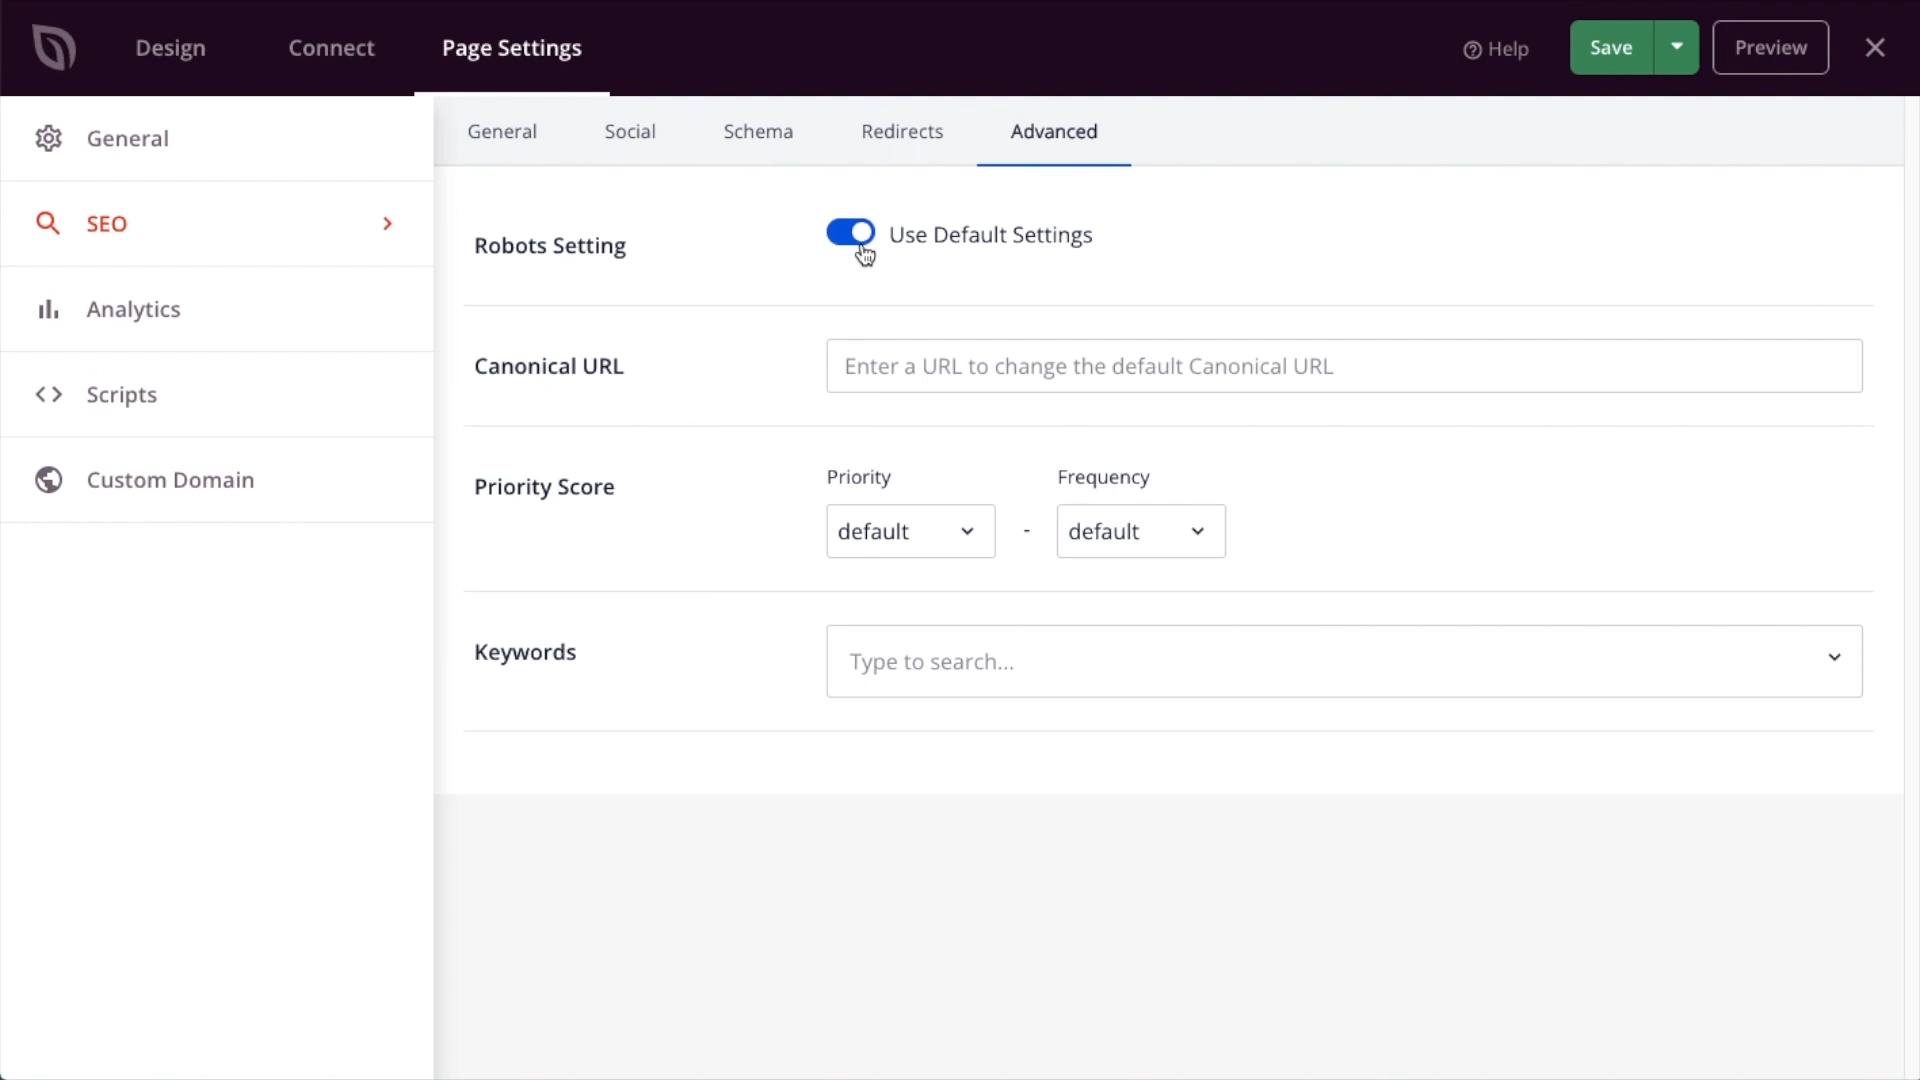 Design
Connect
Page Settings
Help
Save
Preview
General
SEO
Analytics
Scripts
Custom Domain
General
Social
Schema
Redirects
Advanced
Robots Setting
Use Default Settings
Canonical URL
Enter a URL to change the default Canonical URL
Priority Score
Priority
Frequency
default
-
default
Keywords
Type to search...